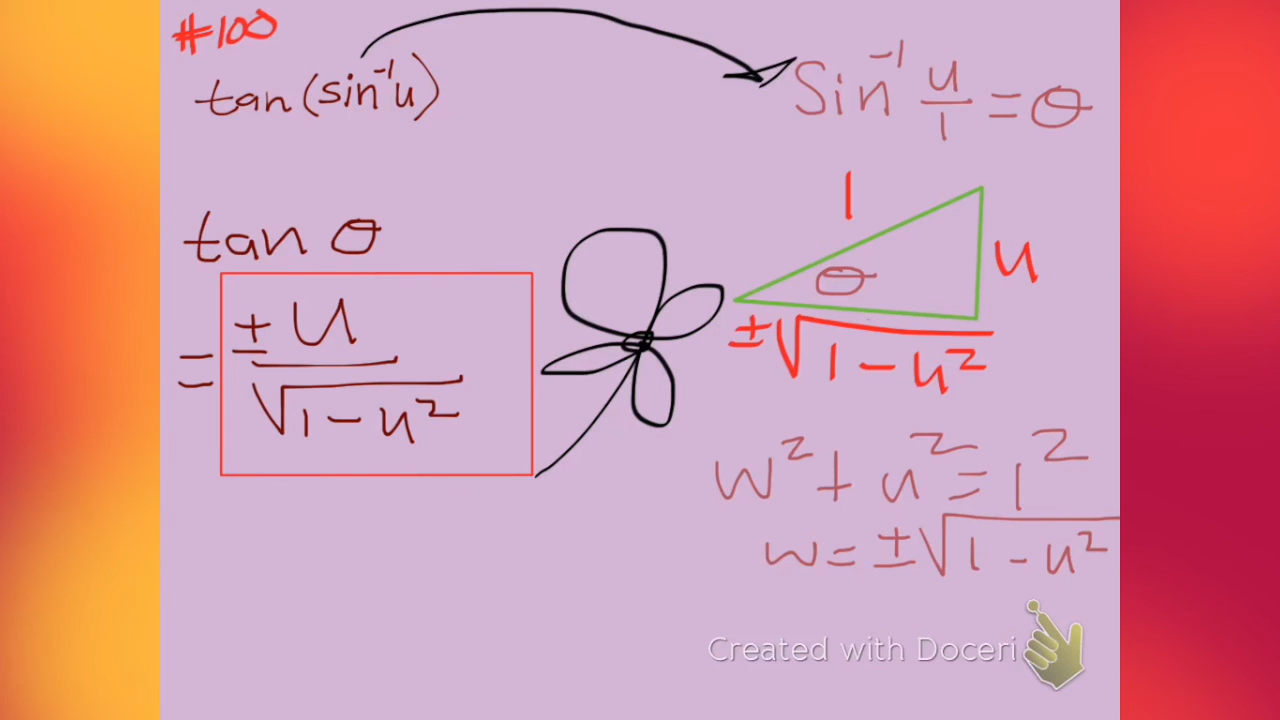 #100
tan(sin⁻¹u)
Sin⁻¹ u/1 = θ
1
u
θ
±√(1-u²)
tan θ
= ±u/√(1-u²)
w² + u² = 1²
w = ±√(1-u²)
Created with Doceri